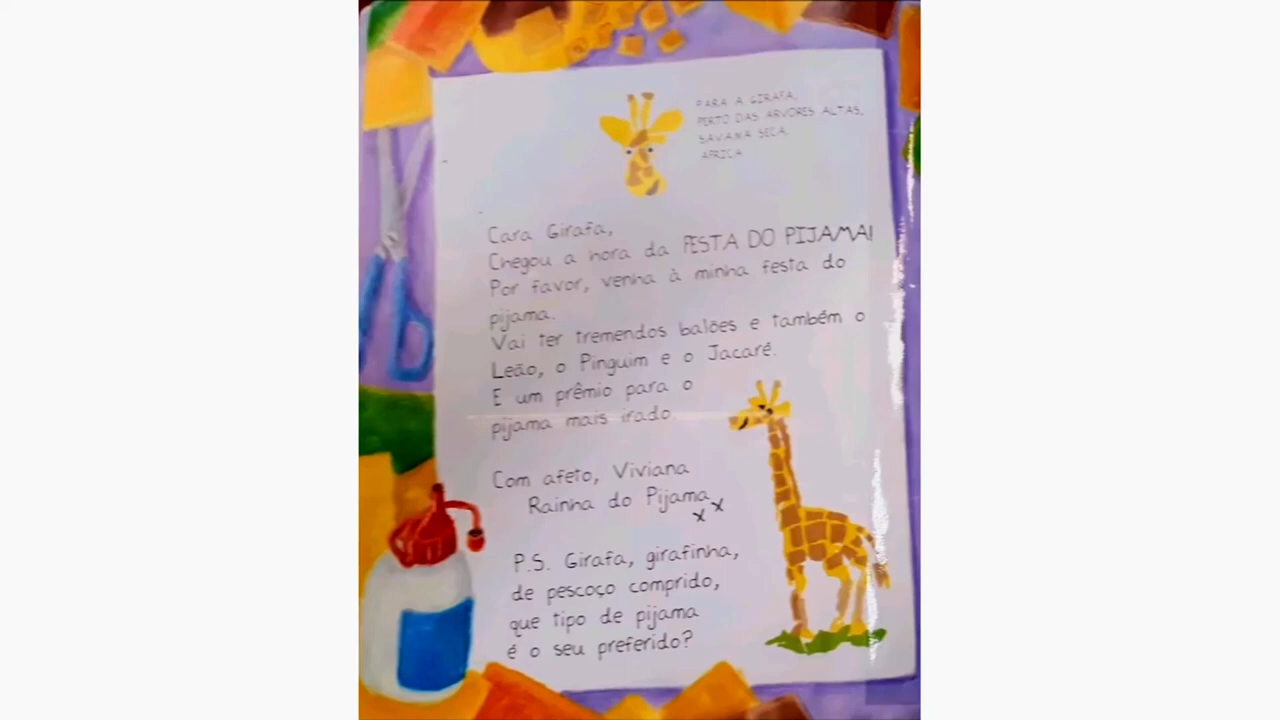 PARA A GIRAFA,
PERTO DAS ÁRVORES ALTAS,
SAVANA SECA,
ÁFRICA
Cara Girafa,
Chegou a hora da FESTA DO PIJAMA!
Por favor, venha à minha festa do
pijama.
Vai ter tremendos balões e também o
Leão, o Pinguim e o Jacaré.
E um prêmio para o
pijama mais irado.
Com afeto, Viviana
Rainha do Pijama
x x
P.S. Girafa, girafinha,
de pescoço comprido,
que tipo de pijama
é o seu preferido?